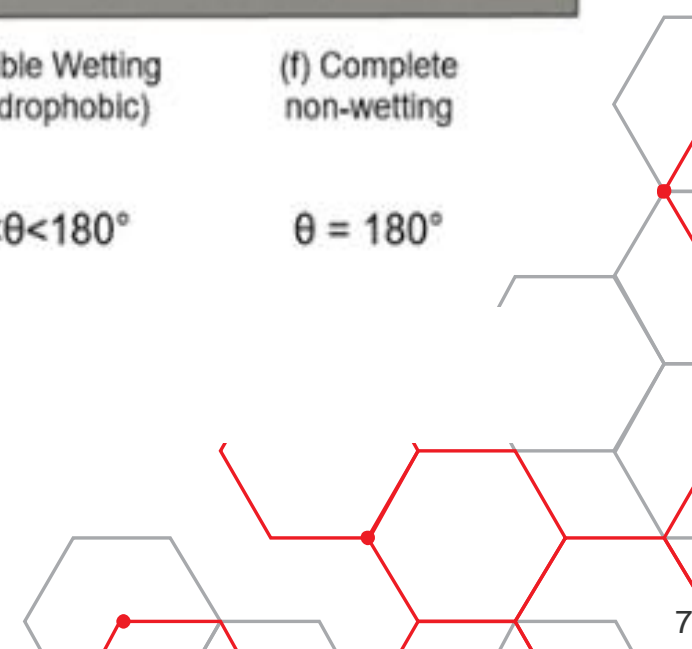 ble Wetting
drophobic)
(f) Complete
non-wetting
<θ<180°
θ = 180°
7